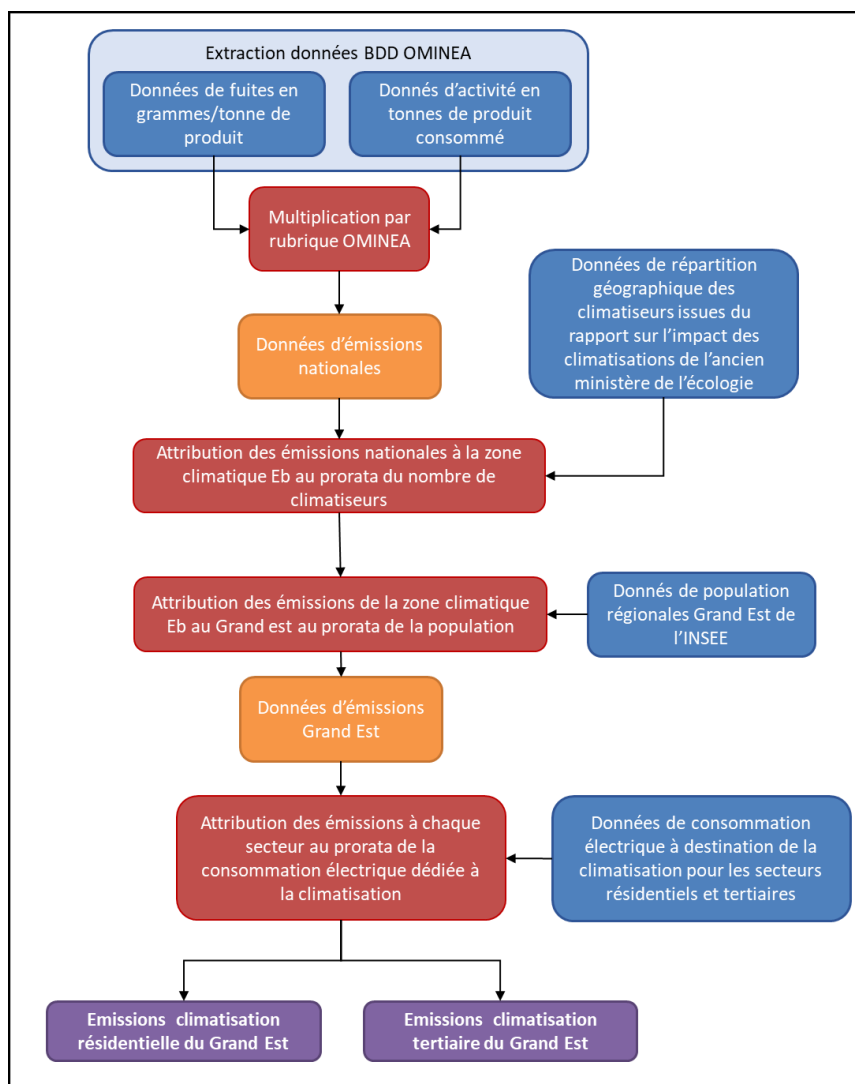 Extraction données BDD OMINEA
Données de fuites en
grammes/tonne de
produit
Donnés d'activité en
tonnes de produit
consommé
Multiplication par
rubrique OMINEA
Données de répartition
géographique des
climatiseurs issues du
rapport sur l'impact des
climatisations de l'ancien
ministère de l'écologie
Données d'émissions
nationales
Attribution des émissions nationales à la zone
climatique Eb au prorata du nombre de
climatiseurs
Attribution des émissions de la zone climatique
Eb au Grand est au prorata de la population
Donnés de population
régionales Grand Est de
l'INSEE
Données d'émissions
Grand Est
Attribution des émissions à chaque
secteur au prorata de la
consommation électrique dédiée à
la climatisation
Données de consommation
électrique à destination de la
climatisation pour les secteurs
résidentiels et tertiaires
Emissions climatisation
résidentielle du Grand Est
Emissions climatisation
tertiaire du Grand Est